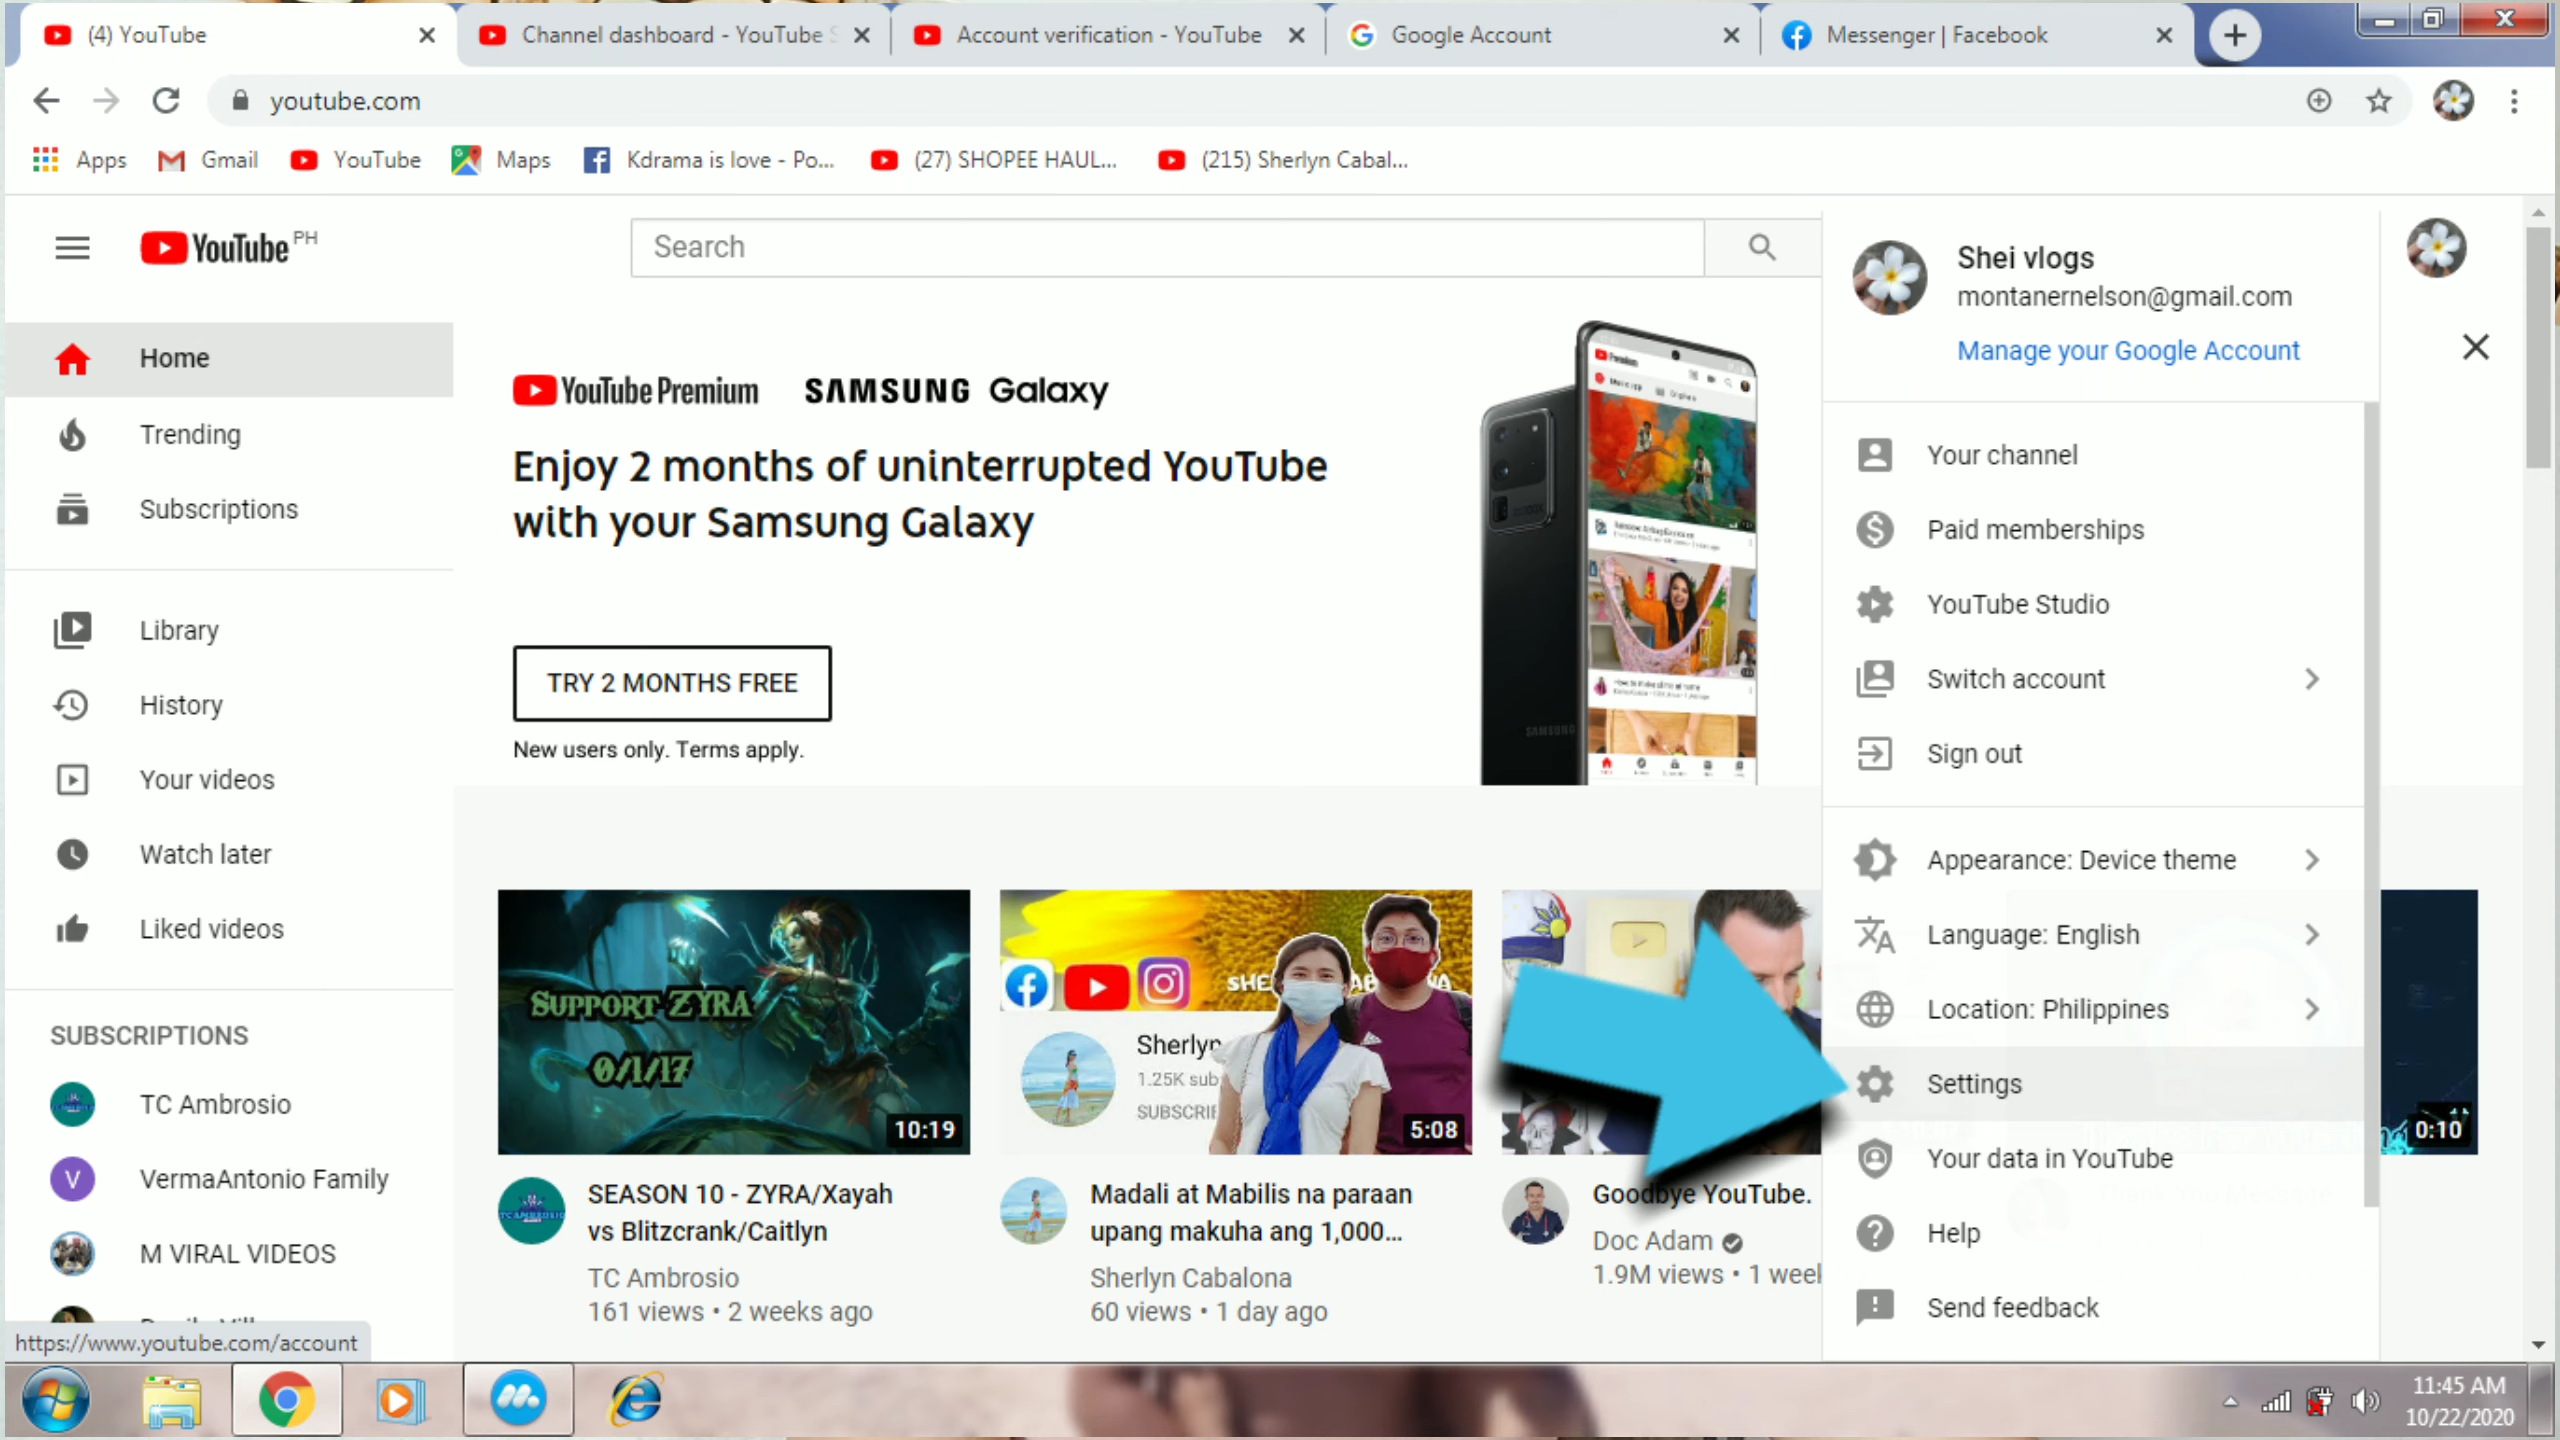 (4) YouTube
Channel dashboard - YouTube S
Account verification - YouTube
Google Account
Messenger | Facebook
youtube.com
Apps
Gmail
YouTube
Maps
Kdrama is love - Po...
(27) SHOPEE HAUL...
(215) Sherlyn Cabal...
YouTube PH
Search
Home
Trending
Subscriptions
Library
History
Your videos
Watch later
Liked videos
SUBSCRIPTIONS
TC Ambrosio
VermaAntonio Family
M VIRAL VIDEOS
https://www.youtube.com/account
YouTube Premium SAMSUNG Galaxy
Enjoy 2 months of uninterrupted YouTube
with your Samsung Galaxy
TRY 2 MONTHS FREE
New users only. Terms apply.
Premium
SAMSUNG
SUPPORT ZYRA
0/1/17
10:19
SEASON 10 - ZYRA/Xayah
vs Blitzcrank/Caitlyn
TC Ambrosio
161 views • 2 weeks ago
SHE
Sherlyn
1.25K sub
SUBSCRI
5:08
Madali at Mabilis na paraan
upang makuha ang 1,000...
Sherlyn Cabalona
60 views • 1 day ago
Goodbye YouTube.
Doc Adam
1.9M views • 1 week
0:10
Shei vlogs
montanernelson@gmail.com
Manage your Google Account
Your channel
Paid memberships
YouTube Studio
Switch account
Sign out
Appearance: Device theme
Language: English
Location: Philippines
Settings
Your data in YouTube
Help
Send feedback
11:45 AM
10/22/2020